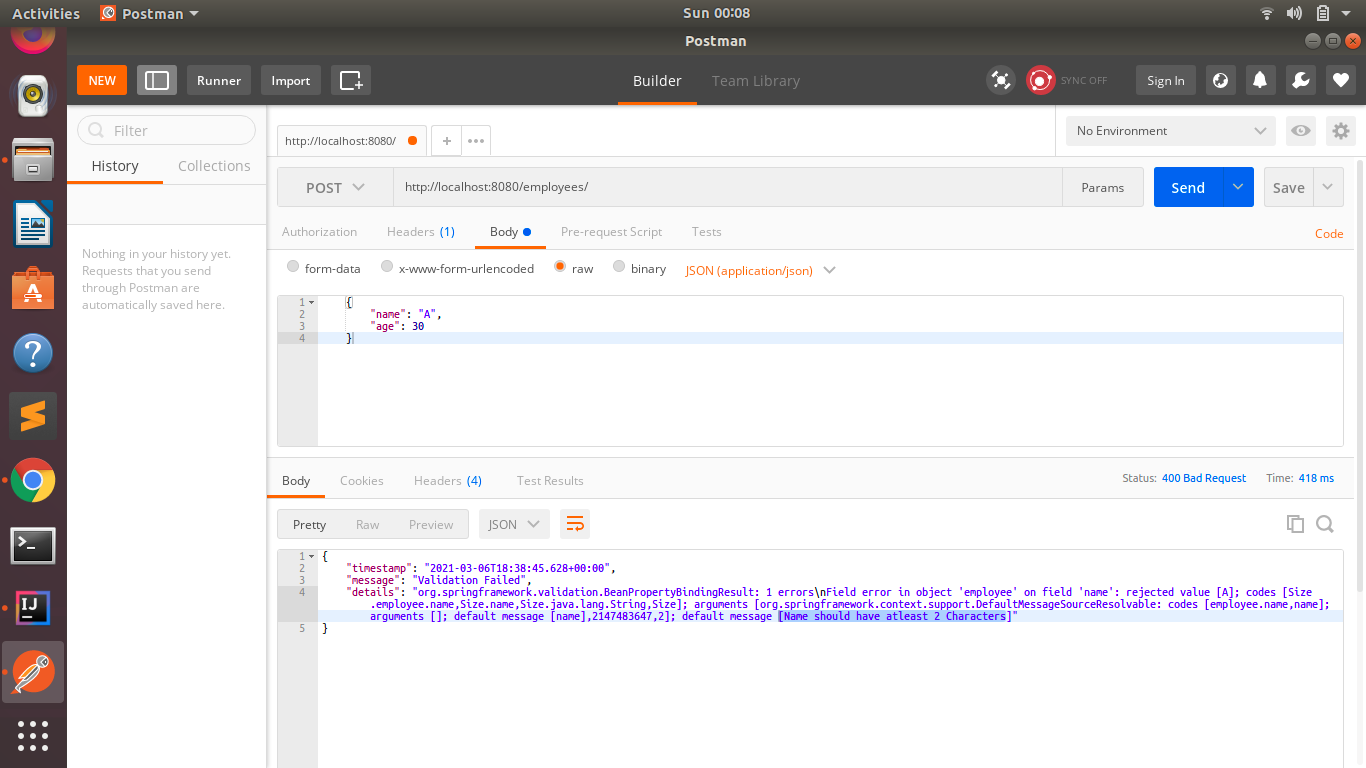 Activities Postman Sun 00:08
Postman
NEW Runner Import Builder Team Library SYNC OFF Sign In
Filter
History Collections
Nothing in your history yet.
Requests that you send
through Postman are
automatically saved here.
http://localhost:8080/ + ••• No Environment
POST http://localhost:8080/employees/ Params Send Save
Authorization Headers (1) Body Pre-request Script Tests Code
form-data x-www-form-urlencoded raw binary JSON (application/json)
1 {
2 "name": "A",
3 "age": 30
4 }
Body Cookies Headers (4) Test Results Status: 400 Bad Request Time: 418 ms
Pretty Raw Preview JSON
1 {
2 "timestamp": "2021-03-06T18:38:45.628+00:00",
3 "message": "Validation Failed",
4 "details": "org.springframework.validation.BeanPropertyBindingResult: 1 errors\nField error in object 'employee' on field 'name': rejected value [A]; codes [Size
.employee.name,Size.name,Size.java.lang.String,Size]; arguments [org.springframework.context.support.DefaultMessageSourceResolvable: codes [employee.name,name];
arguments []; default message [name],2147483647,2]; default message [Name should have atleast 2 Characters]"
5 }